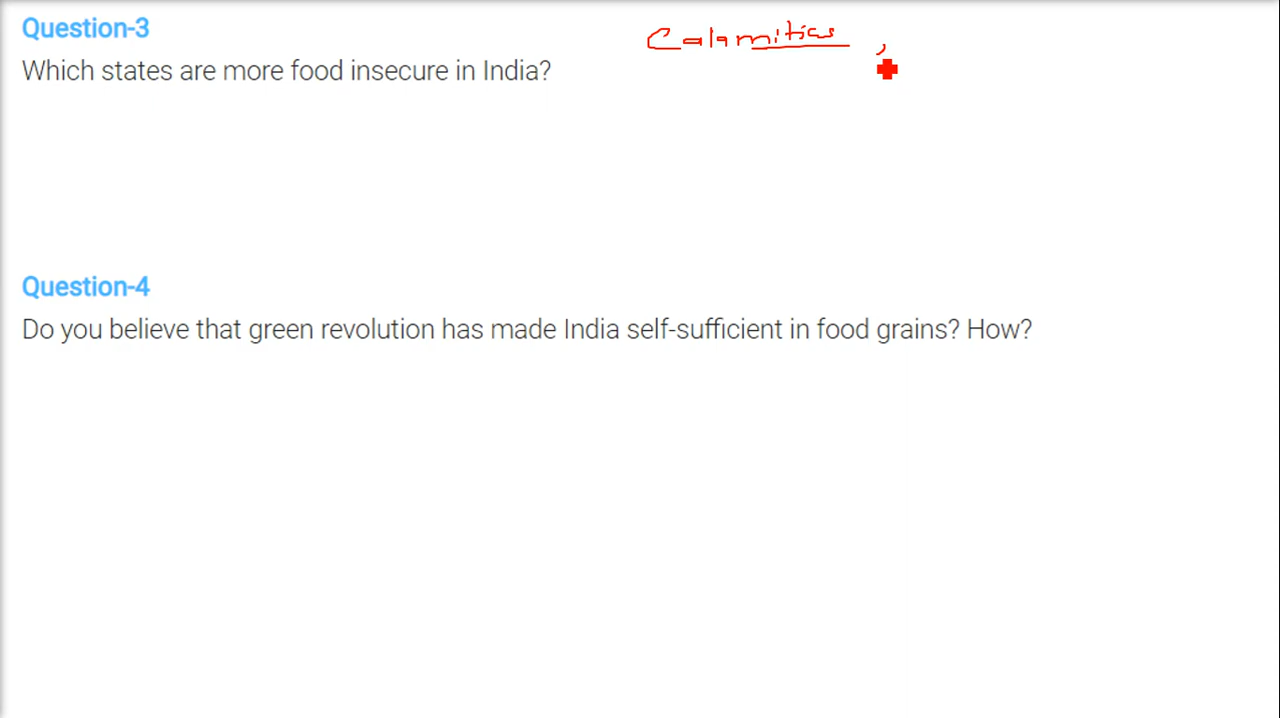 Question-3
Calamities,
Which states are more food insecure in India?
Question-4
Do you believe that green revolution has made India self-sufficient in food grains? How?